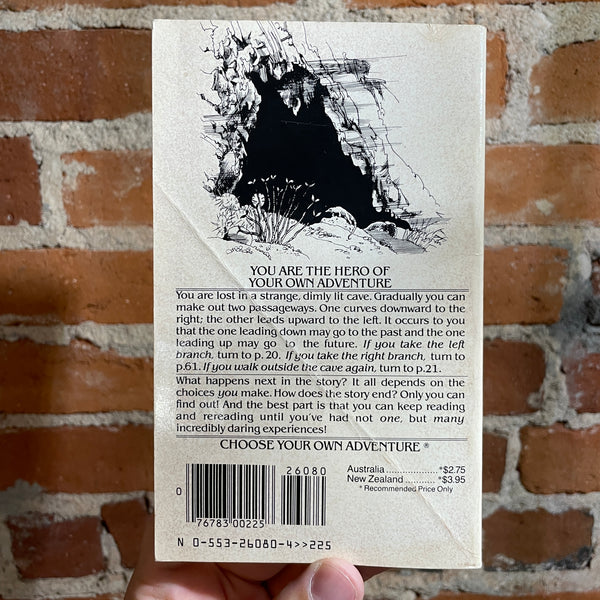 YOU ARE THE HERO OF
YOUR OWN ADVENTURE
You are lost in a strange, dimly lit cave. Gradually you can
make out two passageways. One curves downward to the
right; the other leads upward to the left. It occurs to you
that the one leading down may go to the past and the one
leading up may go to the future. If you take the left
branch, turn to p.20. If you take the right branch, turn to
p.61. If you walk outside the cave again, turn to p.21.
What happens next in the story? It all depends on the
choices you make. How does the story end? Only you can
find out! And the best part is that you can keep reading
and rereading until you've had not one, but many
incredibly daring experiences!
CHOOSE YOUR OWN ADVENTURE®
26080
0
76783 00225
N 0-553-26080-4>>225
Australia .................. *$2.75
New Zealand ........... *$3.95
* Recommended Price Only